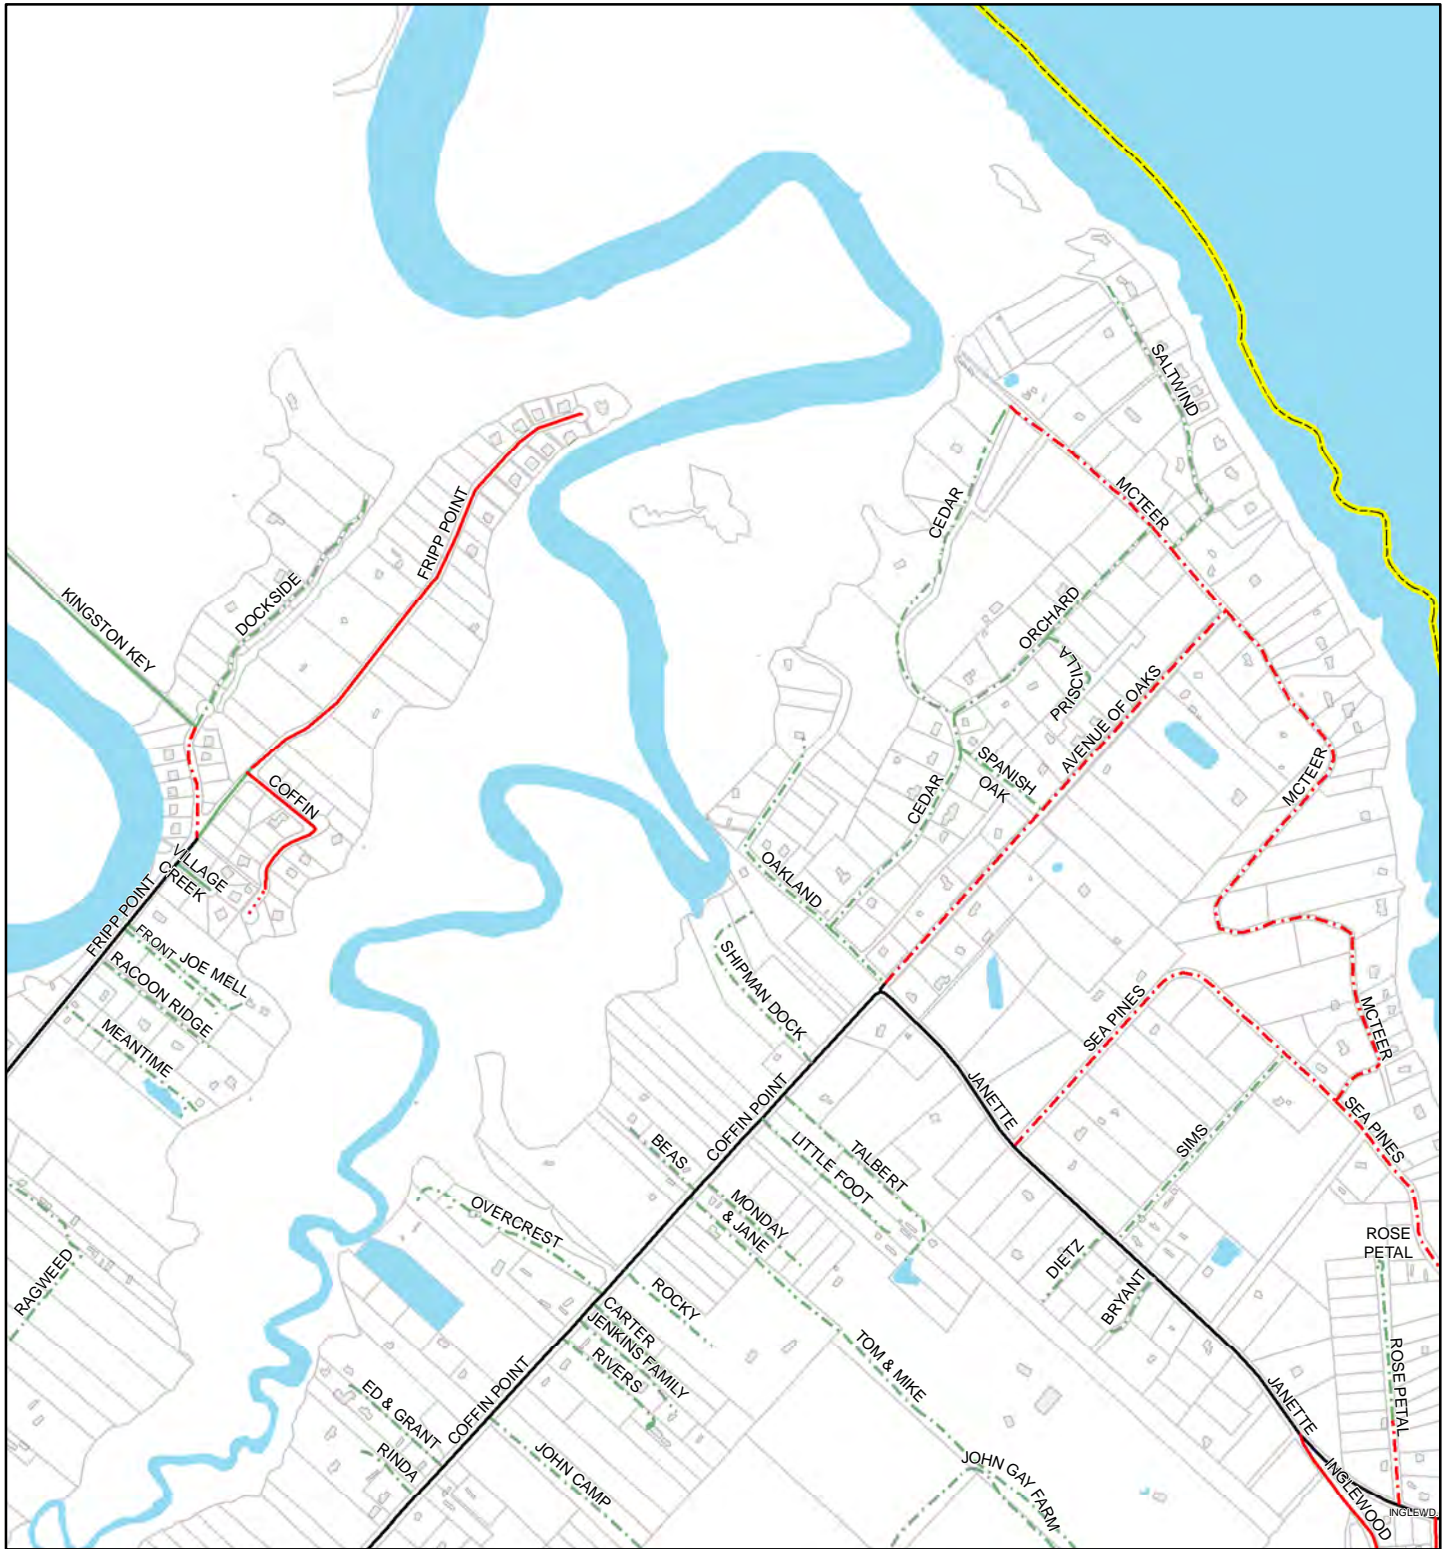 SALTWIND
MCTEER
CEDAR
FRIPP POINT
KINGSTON KEY
DOCKSIDE
ORCHARD
PRISCILLA
AVENUE OF OAKS
SPANISH
OAK
CEDAR
MCTEER
COFFIN
OAKLAND
VILLAGE
CREEK
FRIPP POINT
FRONT
JOE MELL
RACOON RIDGE
MEANTIME
SHIPMAN DOCK
SEA PINES
MCTEER
JANETTE
SEA PINES
COFFIN POINT
SIMS
TALBERT
LITTLE FOOT
BEAS
MONDAY
& JANE
OVERCREST
ROSE
PETAL
RAGWEED
DIETZ
BRYANT
ROCKY
CARTER
JENKINS FAMILY
RIVERS
TOM & MIKE
ROSE PETAL
COFFIN POINT
ED & GRANT
RINDA
JANETTE
JOHN CAMP
JOHN GAY FARM
INGLEWOOD
INGLEWD